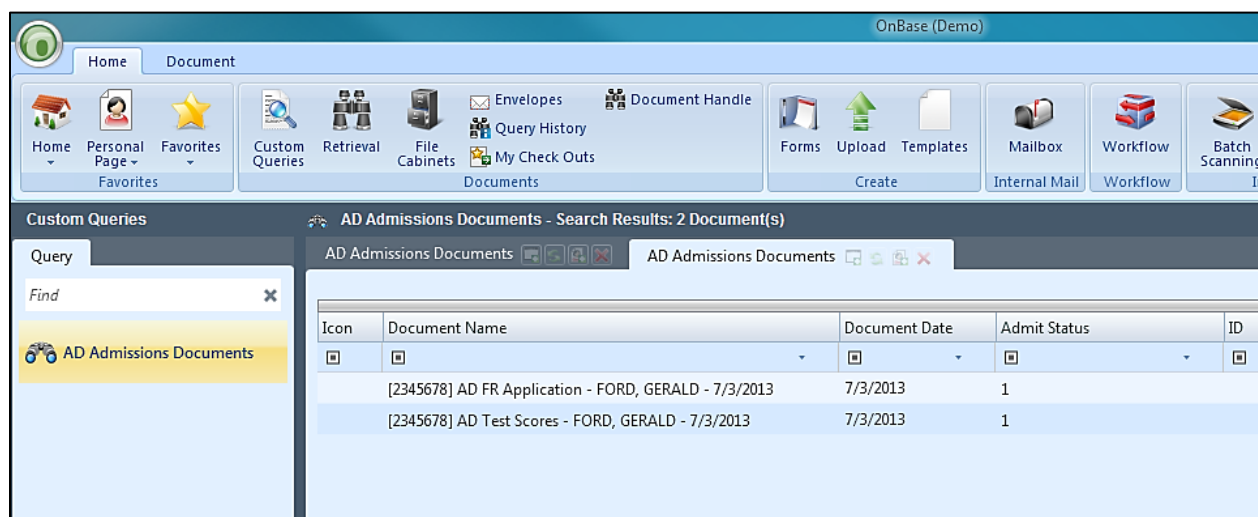 OnBase (Demo)
Home Document
Home Personal Page Favorites
Favorites
Custom Queries Retrieval File Cabinets
Envelopes Document Handle
Query History
My Check Outs
Documents
Forms Upload Templates
Create
Mailbox
Internal Mail
Workflow
Workflow
Batch Scanning
Custom Queries
AD Admissions Documents - Search Results: 2 Document(s)
Query
AD Admissions Documents AD Admissions Documents
Find
AD Admissions Documents
Icon Document Name Document Date Admit Status ID
[2345678] AD FR Application - FORD, GERALD - 7/3/2013 7/3/2013 1
[2345678] AD Test Scores - FORD, GERALD - 7/3/2013 7/3/2013 1